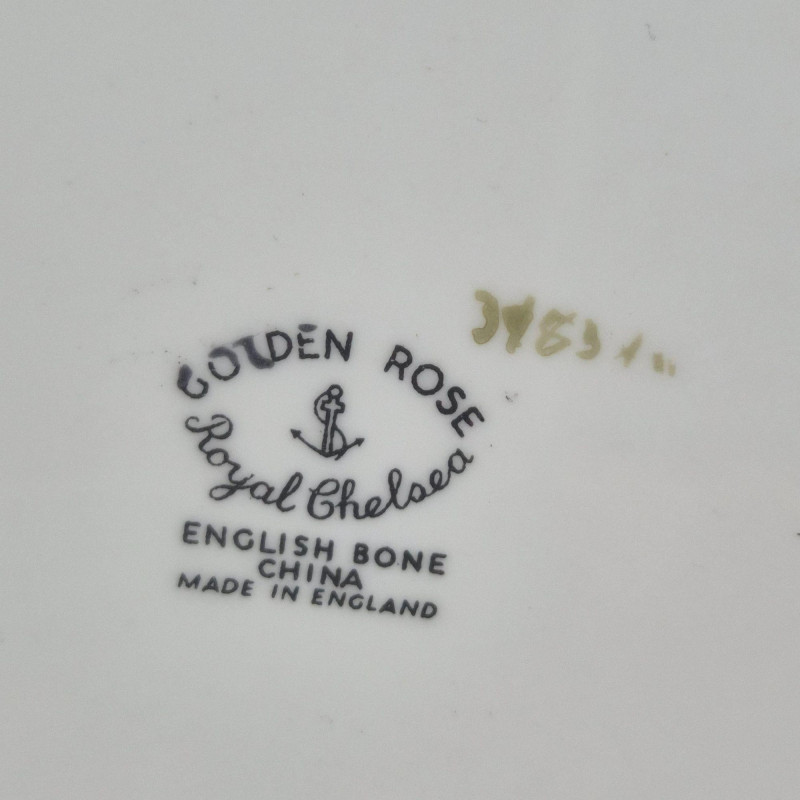 GOLDEN ROSE
Royal Chelsea
ENGLISH BONE
CHINA
MADE IN ENGLAND